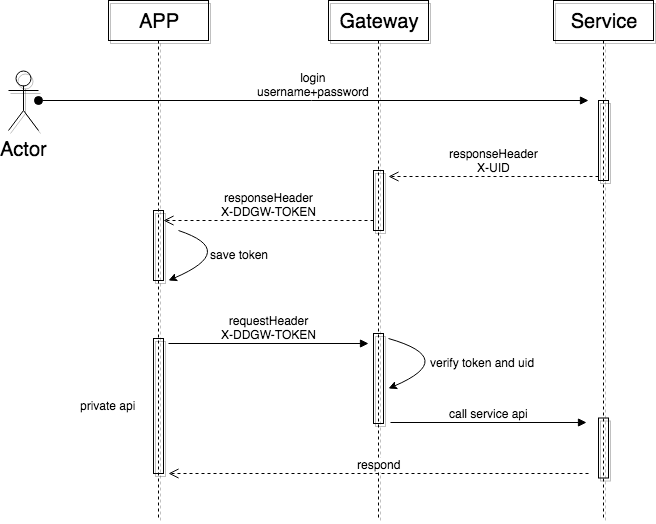 APP
Gateway
Service
login
username+password
Actor
responseHeader
X-UID
responseHeader
X-DDGW-TOKEN
save token
requestHeader
X-DDGW-TOKEN
verify token and uid
private api
call service api
respond